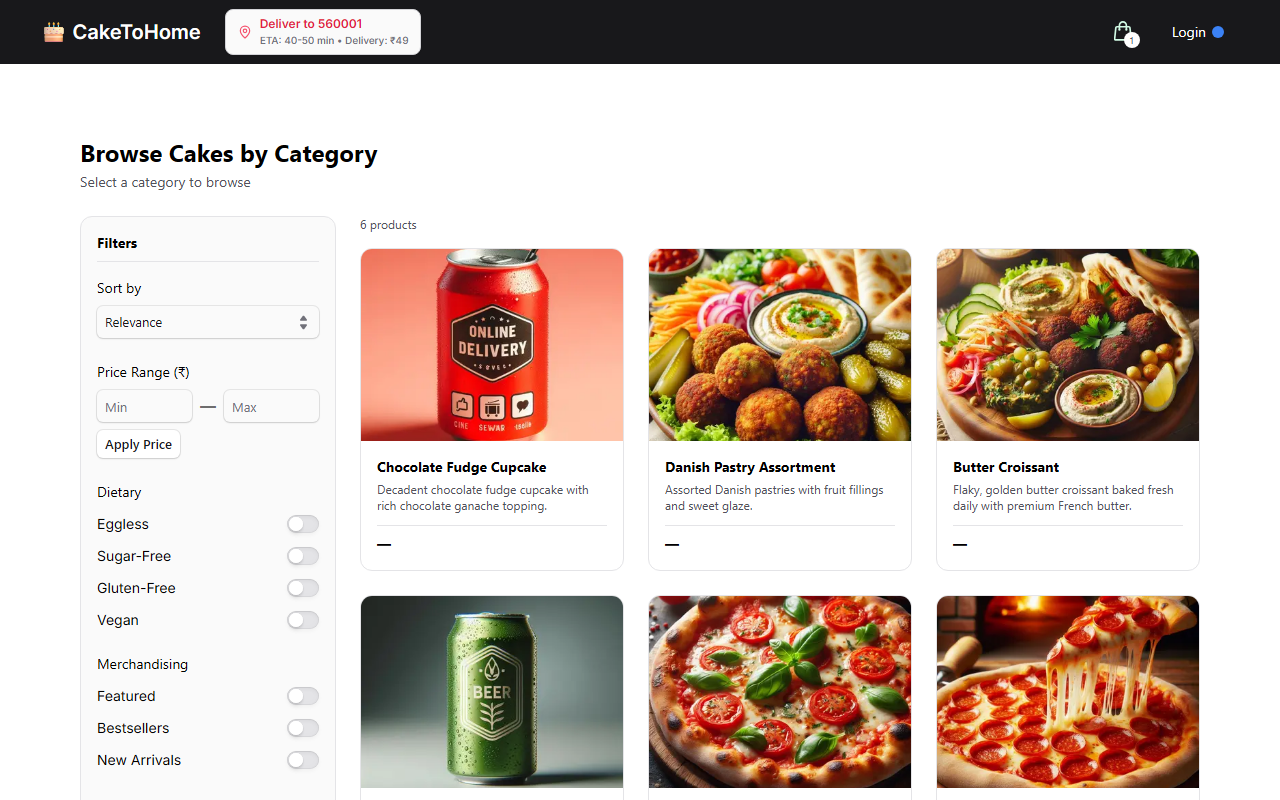 CakeToHome
Deliver to 560001
ETA: 40-50 min • Delivery: ₹49
1
Login
Browse Cakes by Category
Select a category to browse
Filters
Sort by
Relevance
Price Range (₹)
Min — Max
Apply Price
Dietary
Eggless
Sugar-Free
Gluten-Free
Vegan
Merchandising
Featured
Bestsellers
New Arrivals
6 products
ONLINE
DELIVERY
SEWAR
Chocolate Fudge Cupcake
Decadent chocolate fudge cupcake with
rich chocolate ganache topping.
—
Danish Pastry Assortment
Assorted Danish pastries with fruit fillings
and sweet glaze.
—
Butter Croissant
Flaky, golden butter croissant baked fresh
daily with premium French butter.
—
BEER